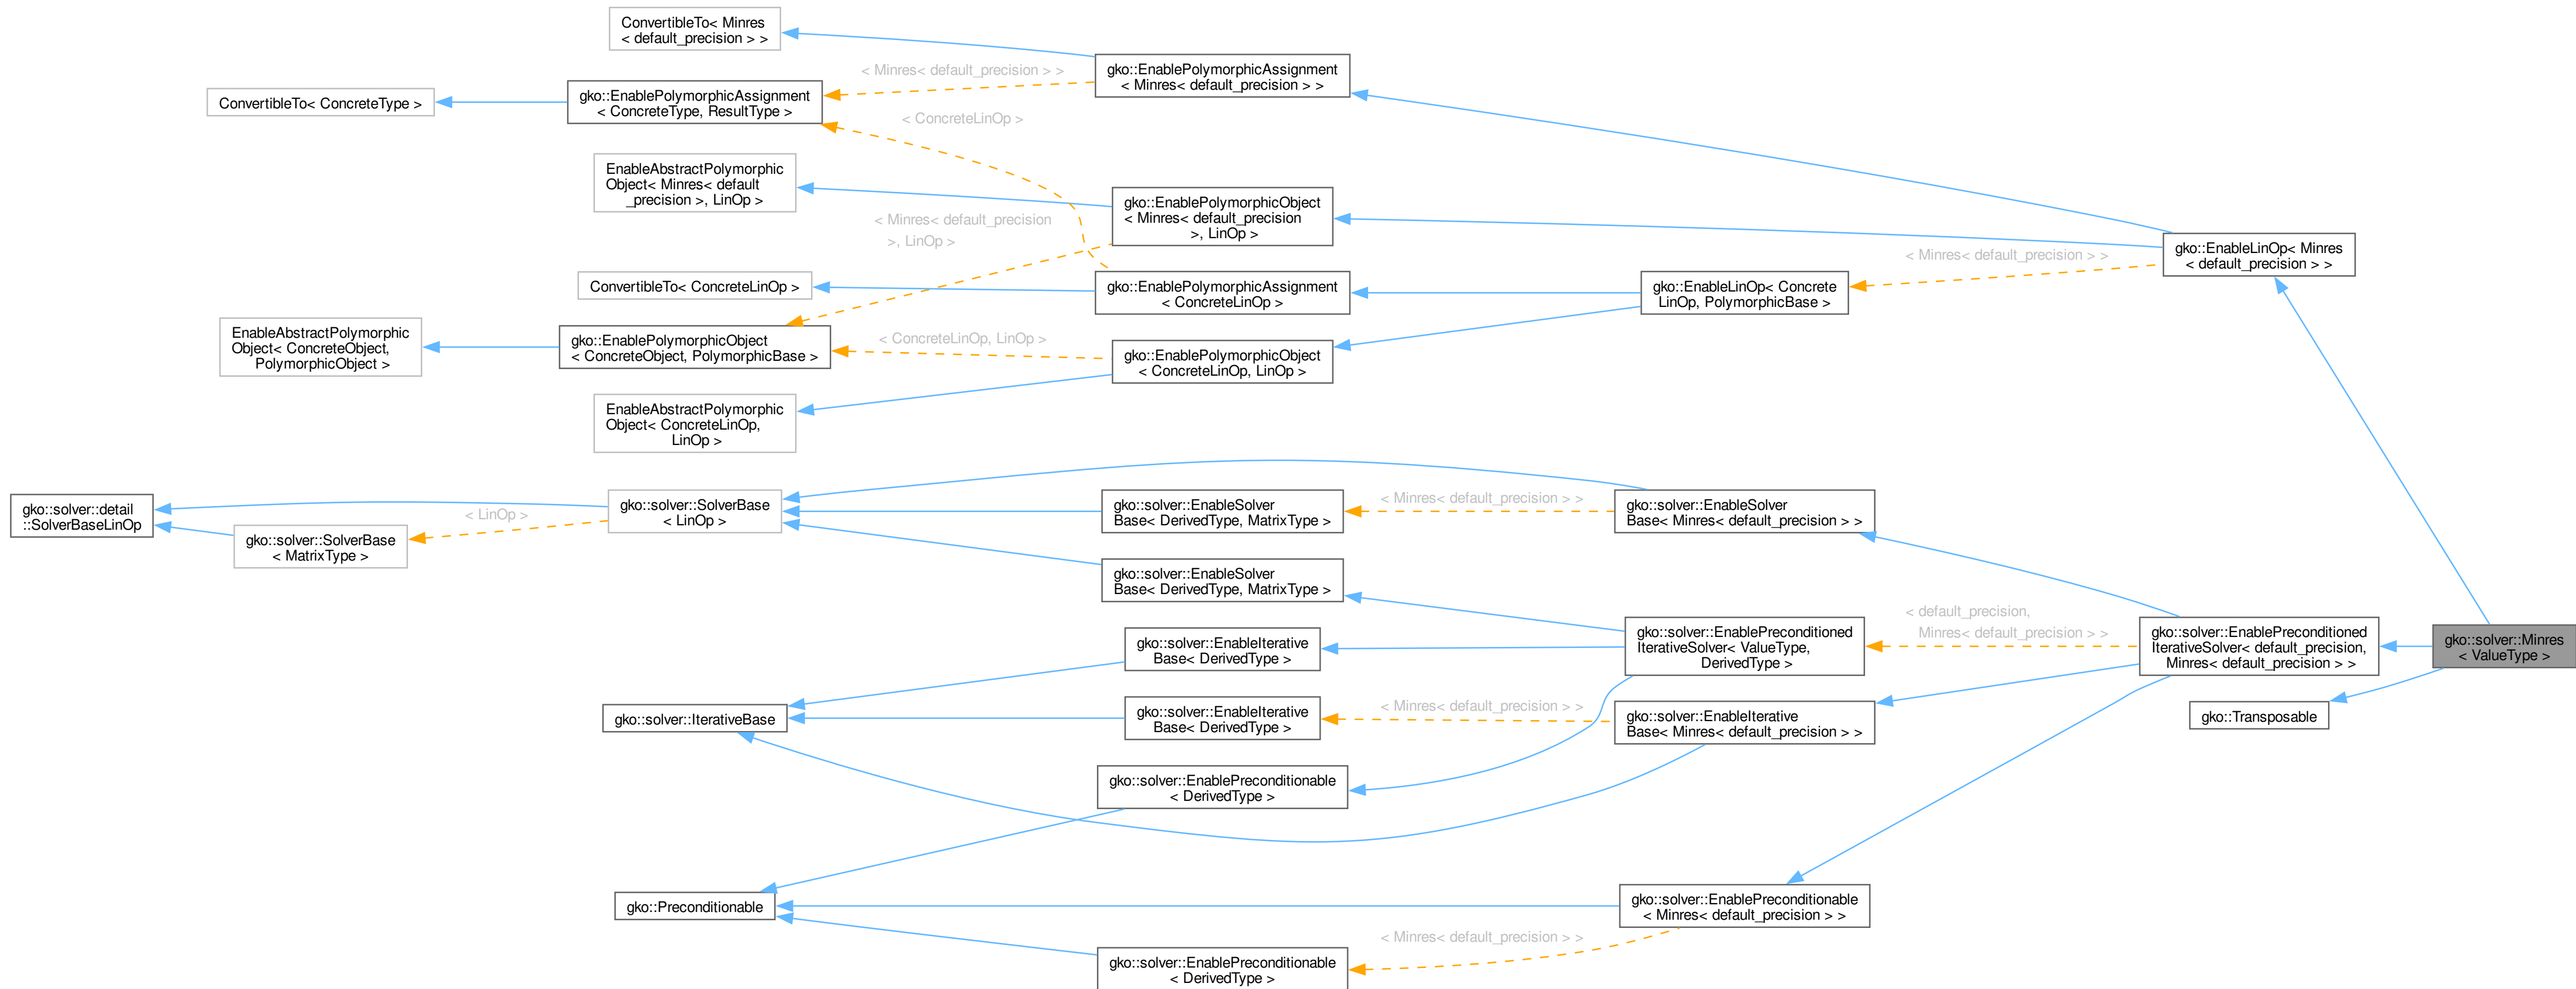 ConvertibleTo< Minres
< default_precision > >
gko::EnablePolymorphicAssignment
< Minres< default_precision > >
< Minres< default_precision > >
ConvertibleTo< ConcreteType >
gko::EnablePolymorphicAssignment
< ConcreteType, ResultType >
< ConcreteLinOp >
EnableAbstractPolymorphic
Object< Minres< default
_precision >, LinOp >
gko::EnablePolymorphicObject
< Minres< default_precision
>, LinOp >
< Minres< default_precision
>, LinOp >
gko::EnableLinOp< Minres
< default_precision > >
< Minres< default_precision > >
ConvertibleTo< ConcreteLinOp >
gko::EnablePolymorphicAssignment
< ConcreteLinOp >
gko::EnableLinOp< Concrete
LinOp, PolymorphicBase >
EnableAbstractPolymorphic
Object< ConcreteObject,
PolymorphicObject >
gko::EnablePolymorphicObject
< ConcreteObject, PolymorphicBase >
< ConcreteLinOp, LinOp >
gko::EnablePolymorphicObject
< ConcreteLinOp, LinOp >
EnableAbstractPolymorphic
Object< ConcreteLinOp,
LinOp >
gko::solver::detail
::SolverBaseLinOp
gko::solver::SolverBase
< MatrixType >
< LinOp >
gko::solver::SolverBase
< LinOp >
gko::solver::EnableSolver
Base< DerivedType, MatrixType >
< Minres< default_precision > >
gko::solver::EnableSolver
Base< Minres< default_precision > >
gko::solver::EnableSolver
Base< DerivedType, MatrixType >
gko::solver::EnableIterative
Base< DerivedType >
gko::solver::EnablePreconditioned
IterativeSolver< ValueType,
DerivedType >
< default_precision,
Minres< default_precision > >
gko::solver::EnablePreconditioned
IterativeSolver< default_precision,
Minres< default_precision > >
gko::solver::Minres
< ValueType >
gko::solver::IterativeBase
gko::solver::EnableIterative
Base< DerivedType >
< Minres< default_precision > >
gko::solver::EnableIterative
Base< Minres< default_precision > >
gko::Transposable
gko::solver::EnablePreconditionable
< DerivedType >
gko::Preconditionable
gko::solver::EnablePreconditionable
< Minres< default_precision > >
< Minres< default_precision > >
gko::solver::EnablePreconditionable
< DerivedType >